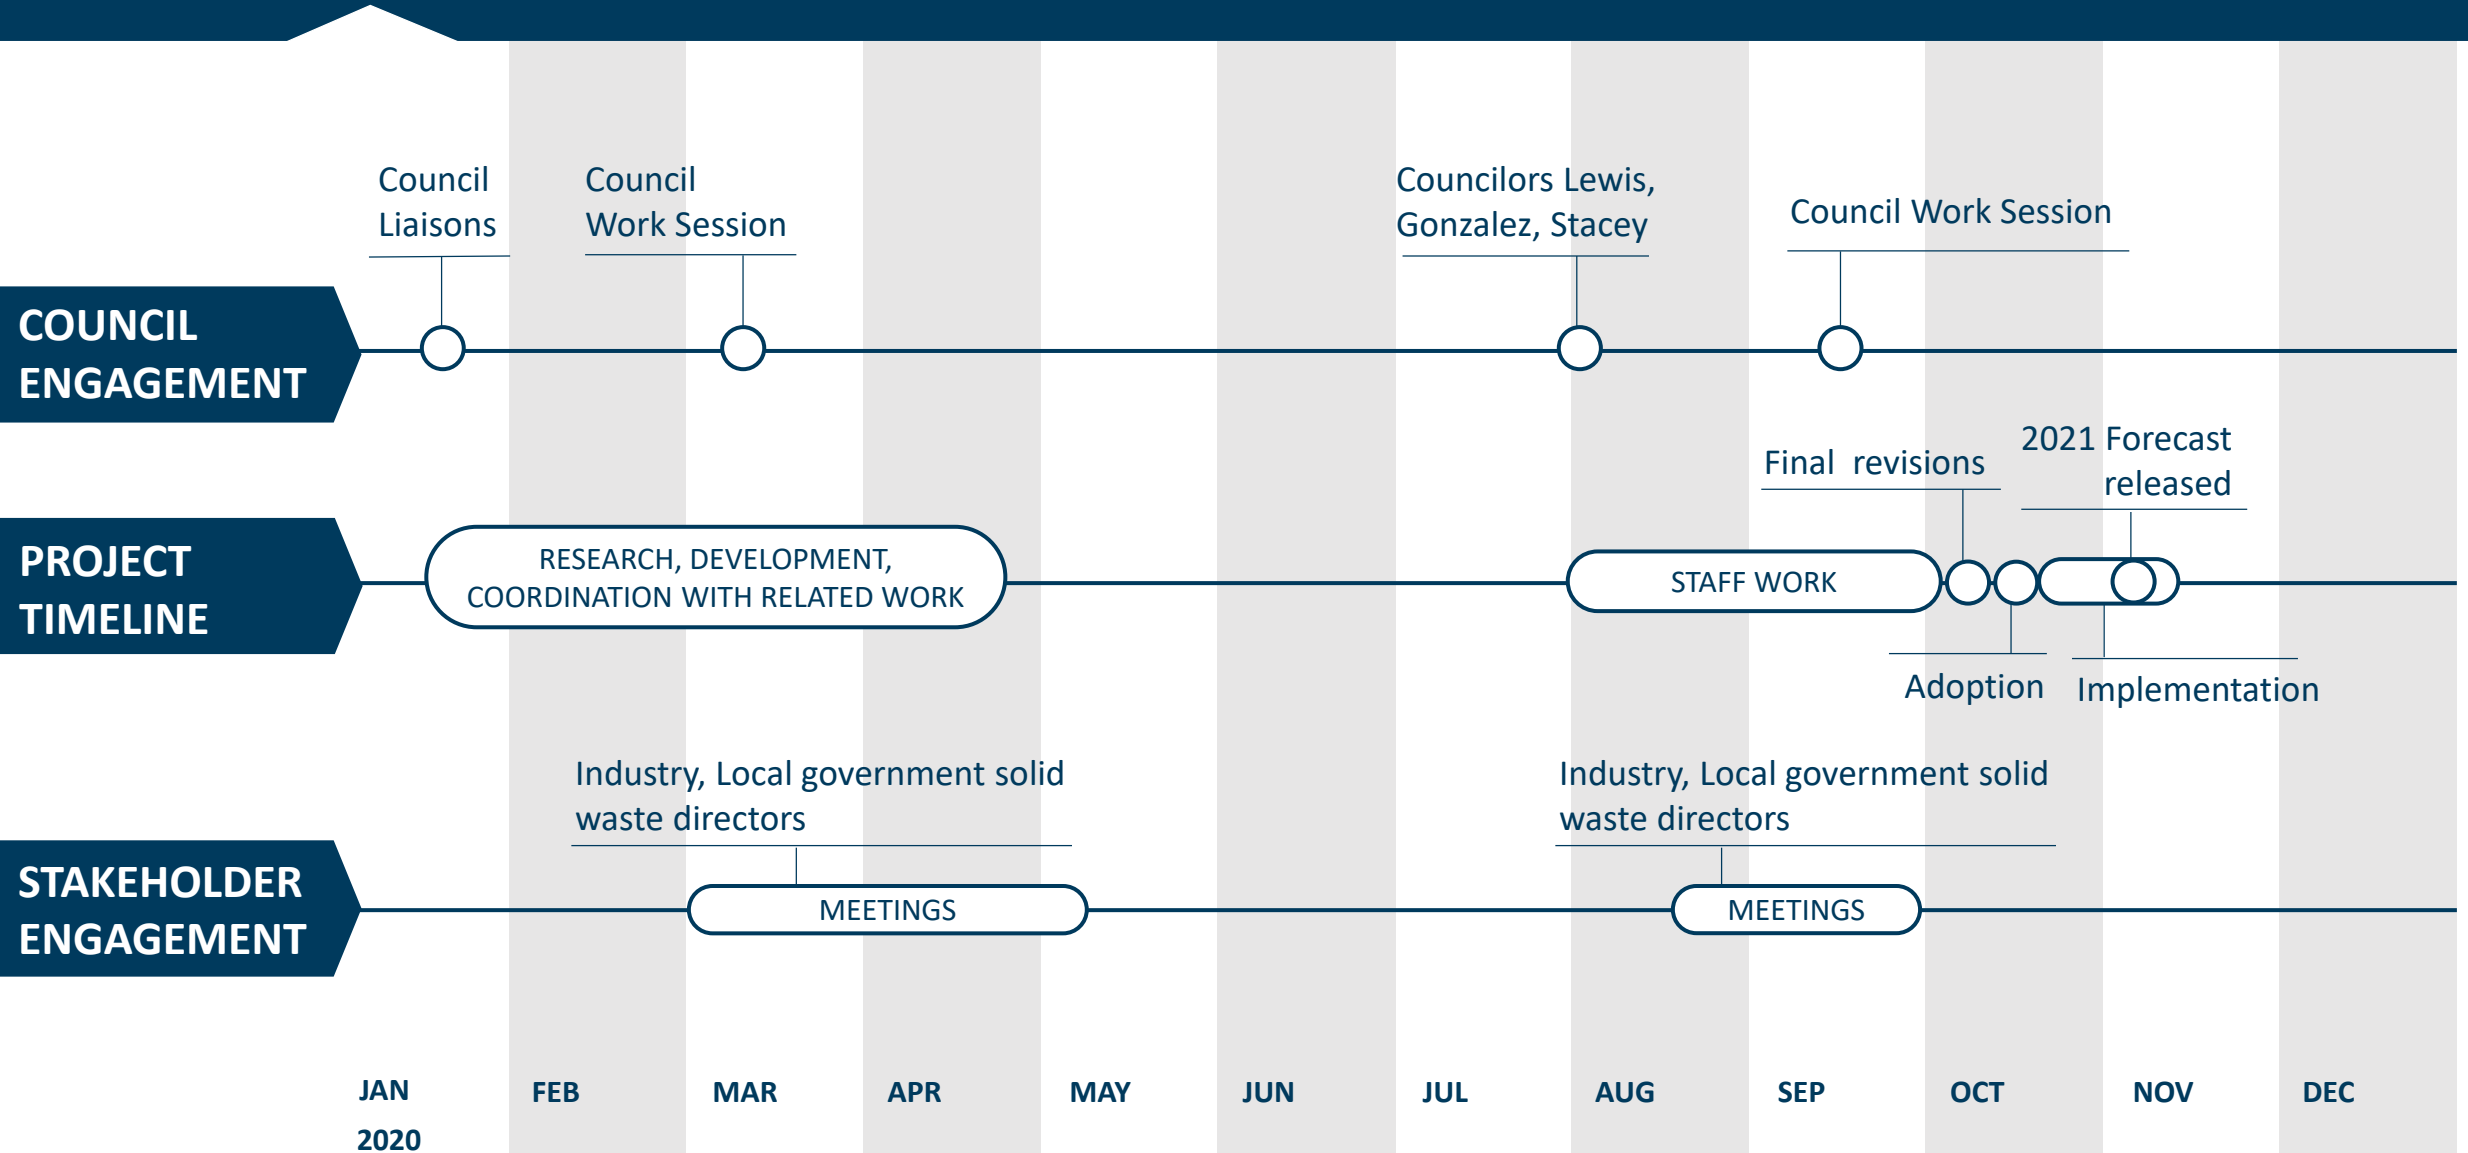 Council
Liaisons
Council
Work Session
Councilors Lewis,
Gonzalez, Stacey
Council Work Session
COUNCIL
ENGAGEMENT
Final revisions
2021 Forecast
released
PROJECT
TIMELINE
RESEARCH, DEVELOPMENT,
COORDINATION WITH RELATED WORK
STAFF WORK
Adoption
Implementation
Industry, Local government solid
waste directors
Industry, Local government solid
waste directors
STAKEHOLDER
ENGAGEMENT
MEETINGS
MEETINGS
JAN FEB MAR APR MAY JUN JUL AUG SEP OCT NOV DEC
2020